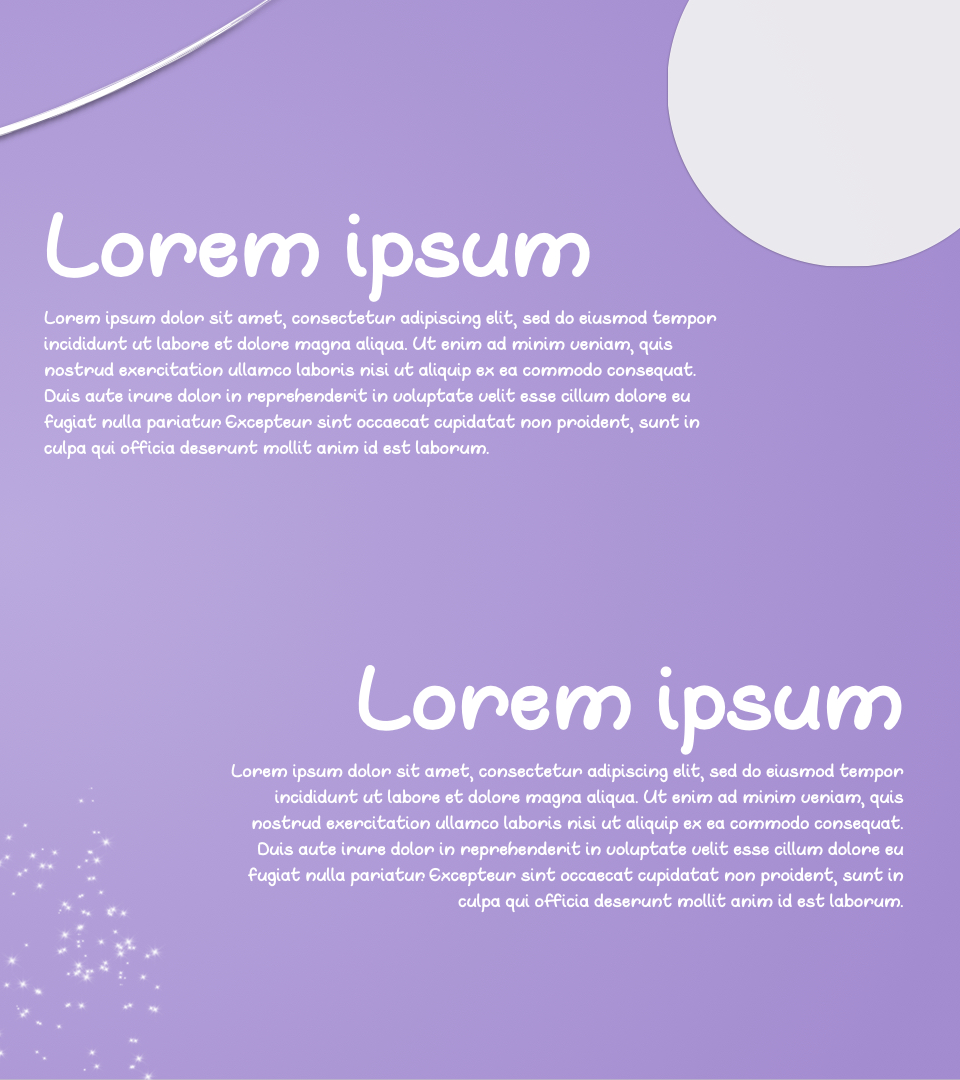 Lorem ipsum
Lorem ipsum dolor sit amet, consectetur adipiscing elit, sed do eiusmod tempor
incididunt ut labore et dolore magna aliqua. Ut enim ad minim veniam, quis
nostrud exercitation ullamco laboris nisi ut aliquip ex ea commodo consequat.
Duis aute irure dolor in reprehenderit in voluptate velit esse cillum dolore eu
fugiat nulla pariatur. Excepteur sint occaecat cupidatat non proident, sunt in
culpa qui officia deserunt mollit anim id est laborum.
Lorem ipsum
Lorem ipsum dolor sit amet, consectetur adipiscing elit, sed do eiusmod tempor
incididunt ut labore et dolore magna aliqua. Ut enim ad minim veniam, quis
nostrud exercitation ullamco laboris nisi ut aliquip ex ea commodo consequat.
Duis aute irure dolor in reprehenderit in voluptate velit esse cillum dolore eu
fugiat nulla pariatur. Excepteur sint occaecat cupidatat non proident, sunt in
culpa qui officia deserunt mollit anim id est laborum.